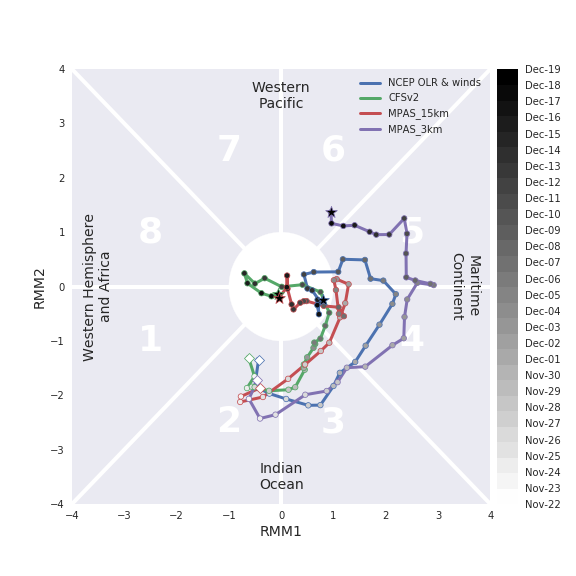 4
3
2
1
0
−1
−2
−3
−4
−4
−3
−2
−1
0
1
2
3
4
RMM2
RMM1
Western
Pacific
Western Hemisphere
and Africa
Maritime
Continent
Indian
Ocean
7
6
8
5
1
4
2
3
NCEP OLR & winds
CFSv2
MPAS_15km
MPAS_3km
Dec-19
Dec-18
Dec-17
Dec-16
Dec-15
Dec-14
Dec-13
Dec-12
Dec-11
Dec-10
Dec-09
Dec-08
Dec-07
Dec-06
Dec-05
Dec-04
Dec-03
Dec-02
Dec-01
Nov-30
Nov-29
Nov-28
Nov-27
Nov-26
Nov-25
Nov-24
Nov-23
Nov-22